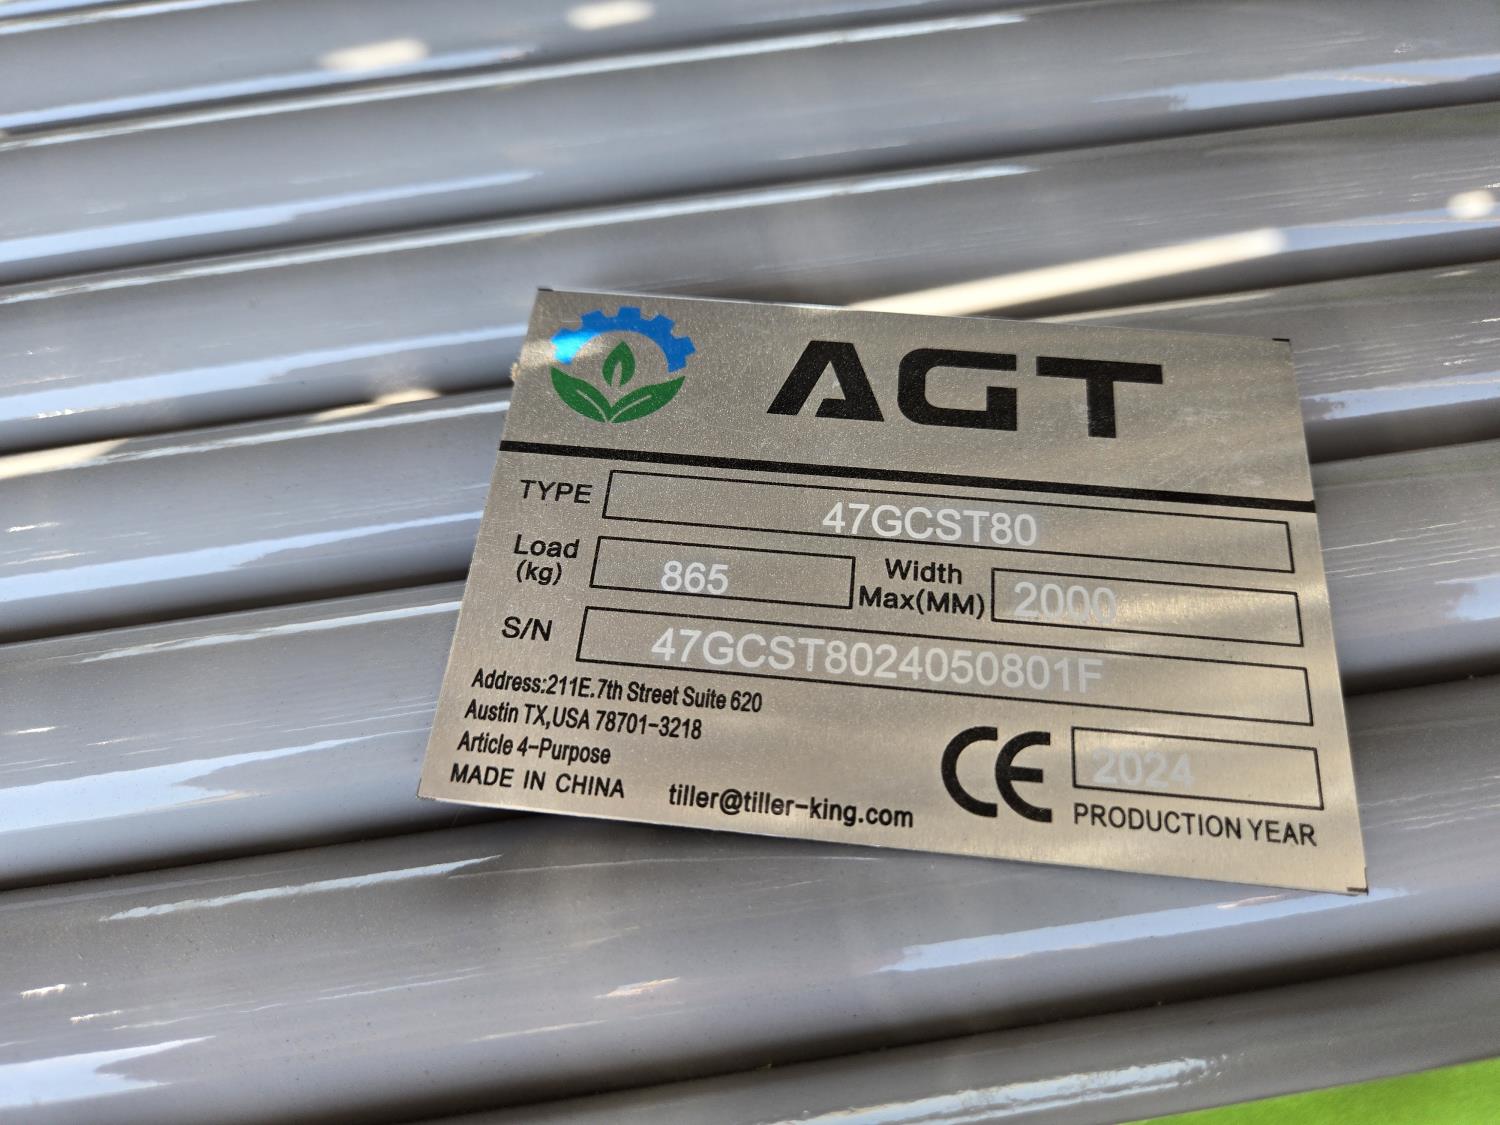 AGT
TYPE 47GCST80
Load (kg) 865 Width Max(MM) 2000
S/N 47GCST8024050801F
Address:211E.7th Street Suite 620
Austin TX,USA 78701-3218
Article 4-Purpose
MADE IN CHINA tiller@tiller-king.com
CE 2024
PRODUCTION YEAR